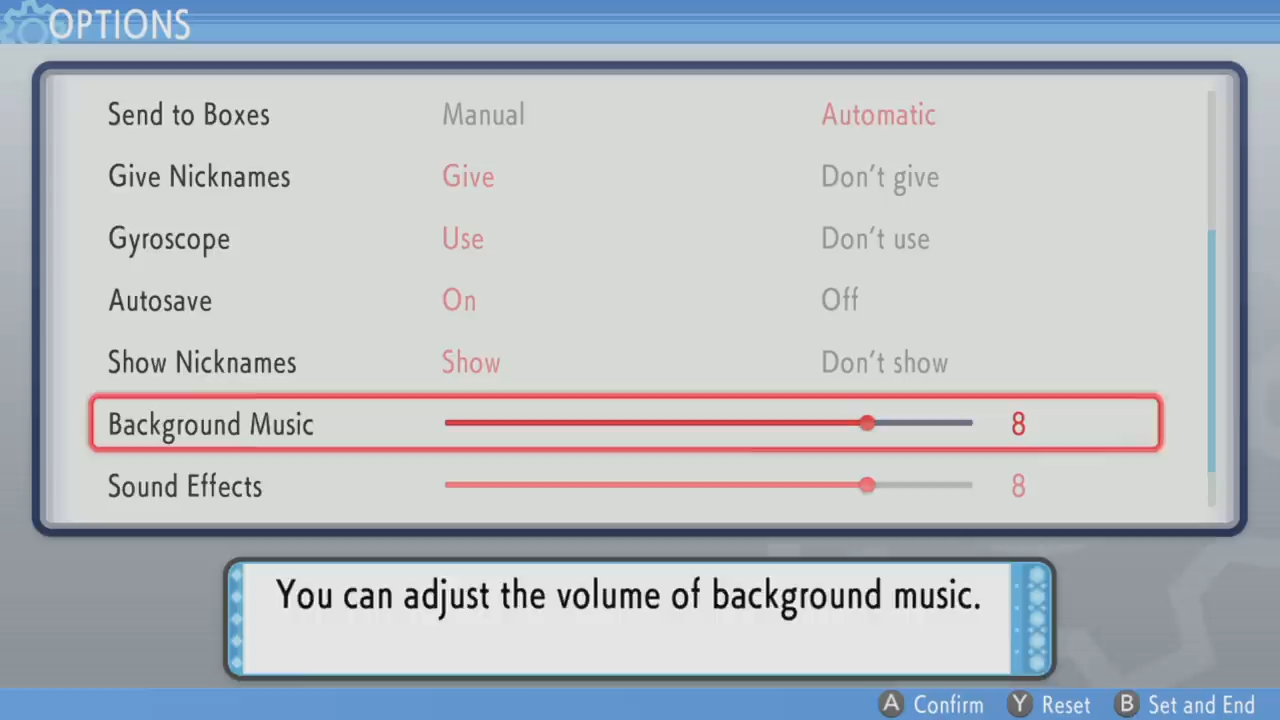 OPTIONS
Send to Boxes Manual Automatic
Give Nicknames Give Don't give
Gyroscope Use Don't use
Autosave On Off
Show Nicknames Show Don't show
Background Music 8
Sound Effects 8
You can adjust the volume of background music.
A Confirm Y Reset B Set and End